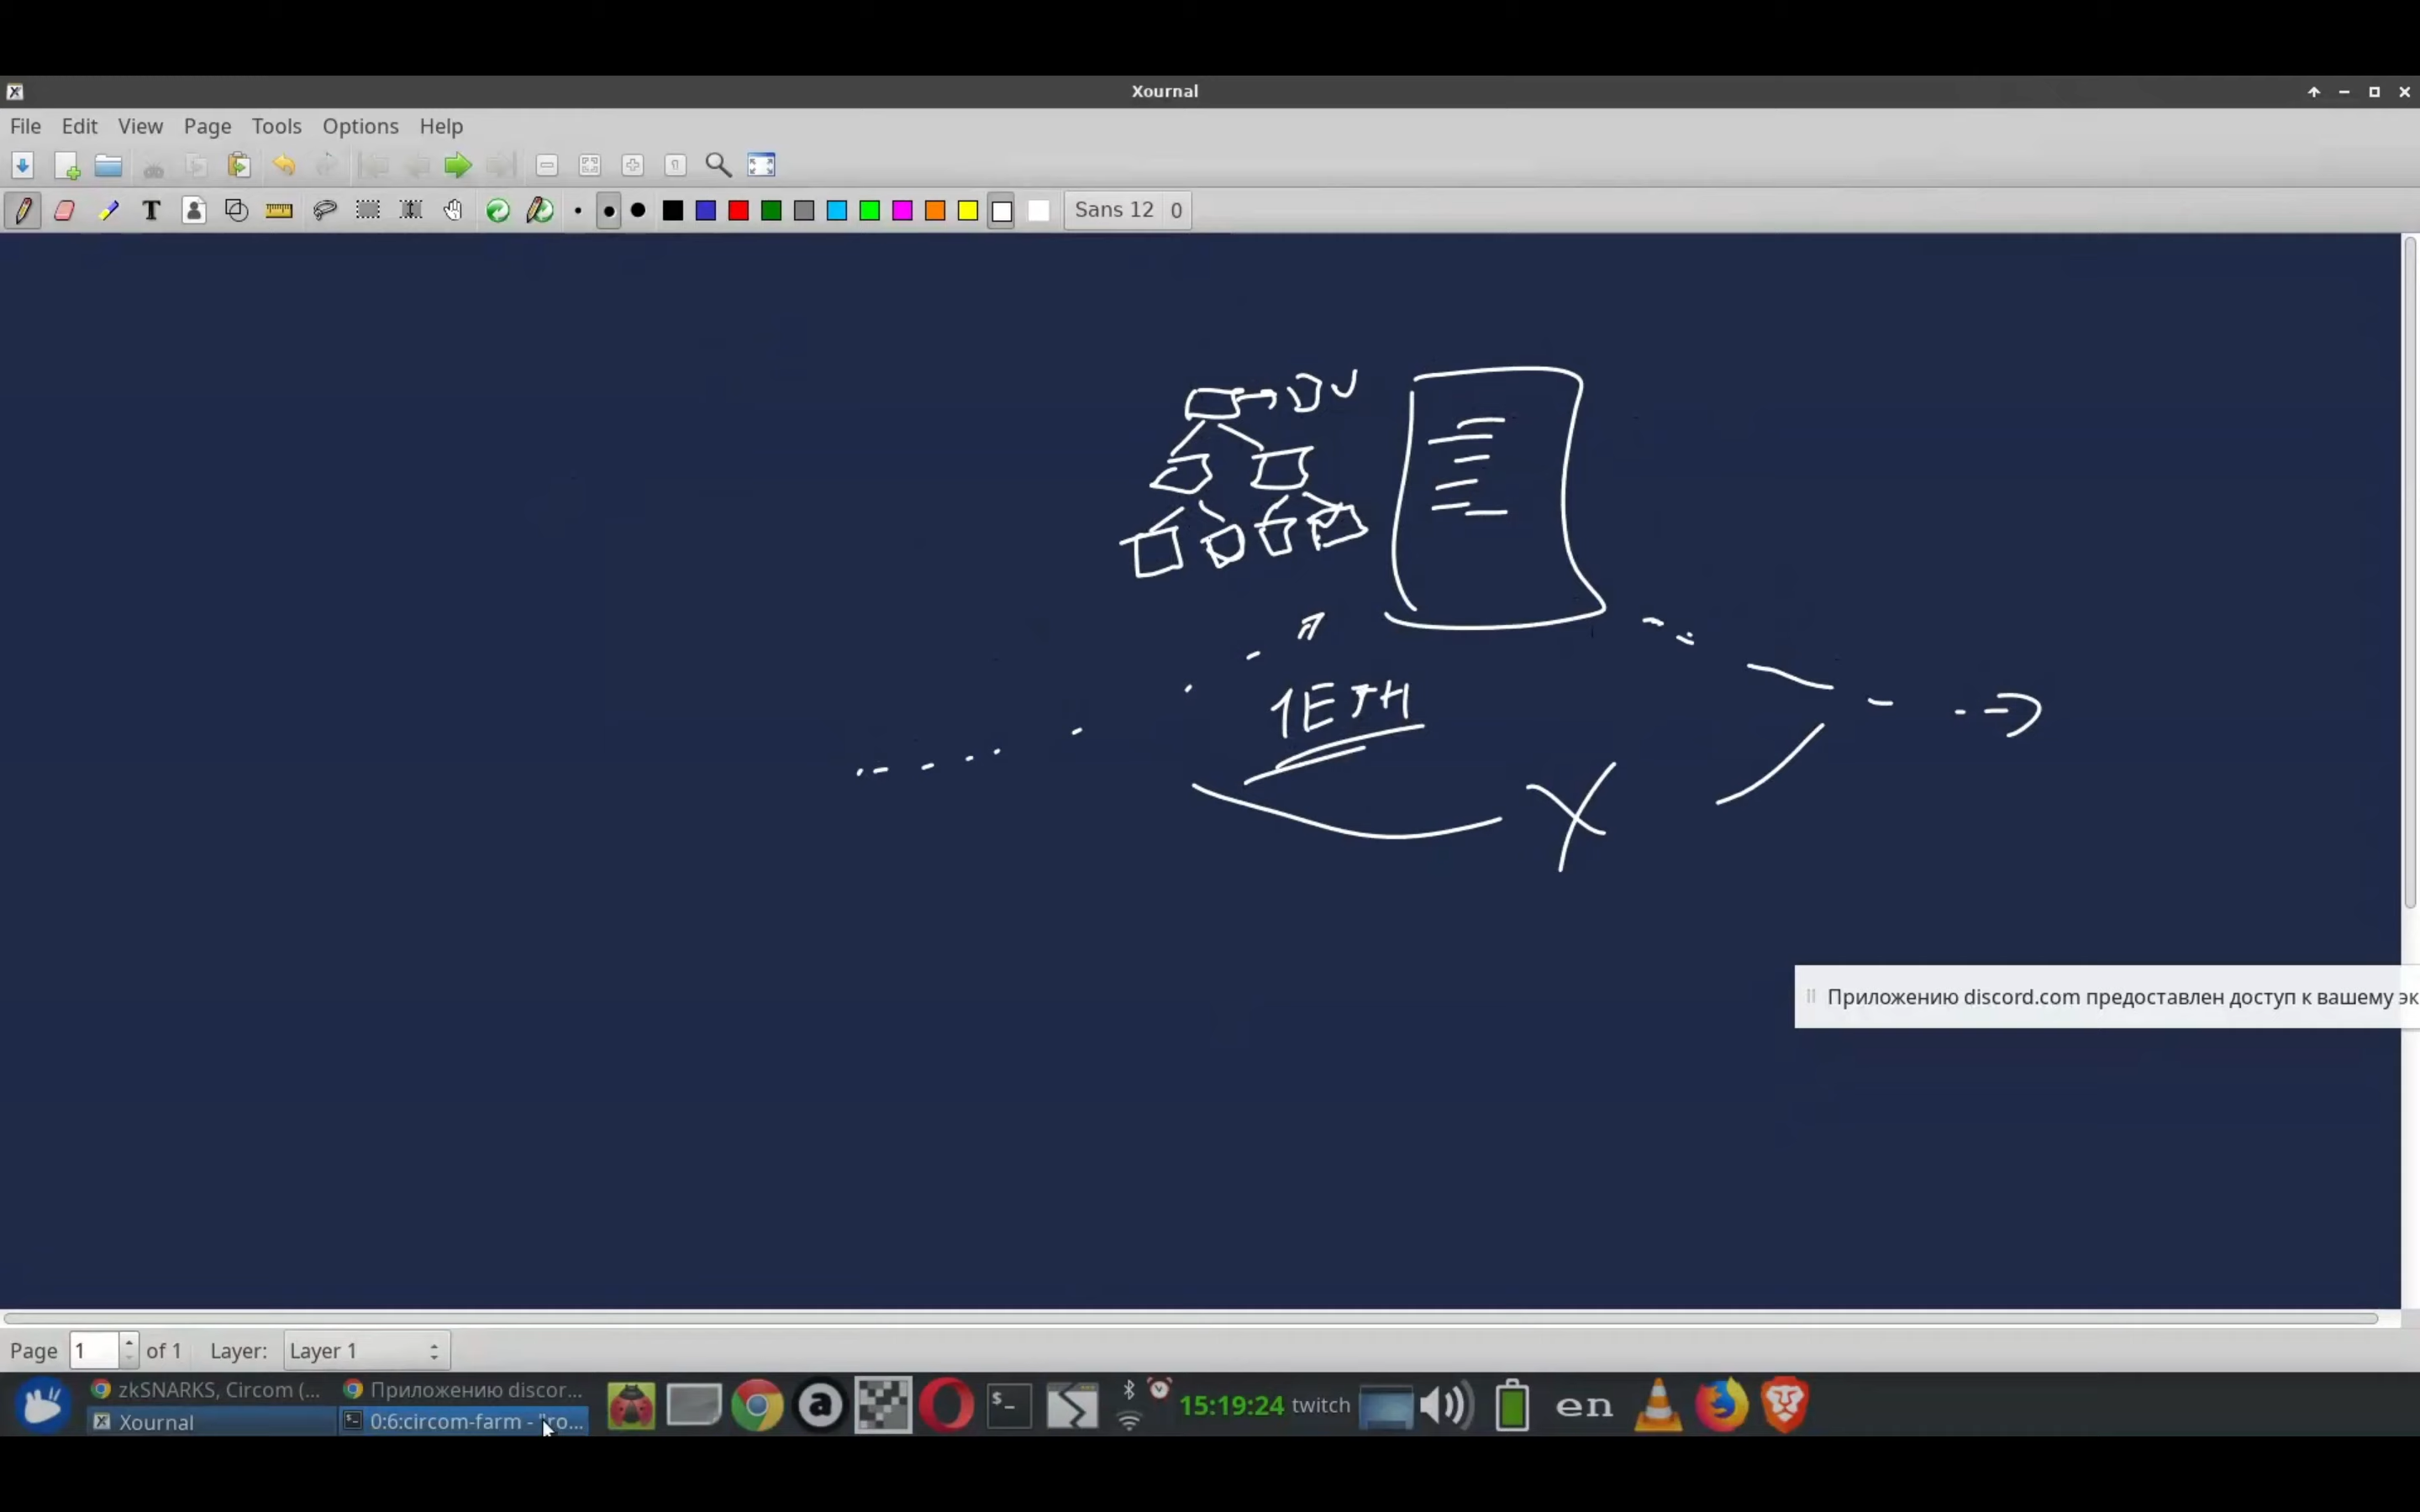 Xournal
File Edit View Page Tools Options Help
Sans 12 0
1ETH
X
Приложению discord.com предоставлен доступ к вашему эк
Page 1 of 1 Layer: Layer 1
zkSNARKS, Circom (... Приложению discor... 15:19:24 twitch en
Xournal 0:6:circom-farm - "ro...